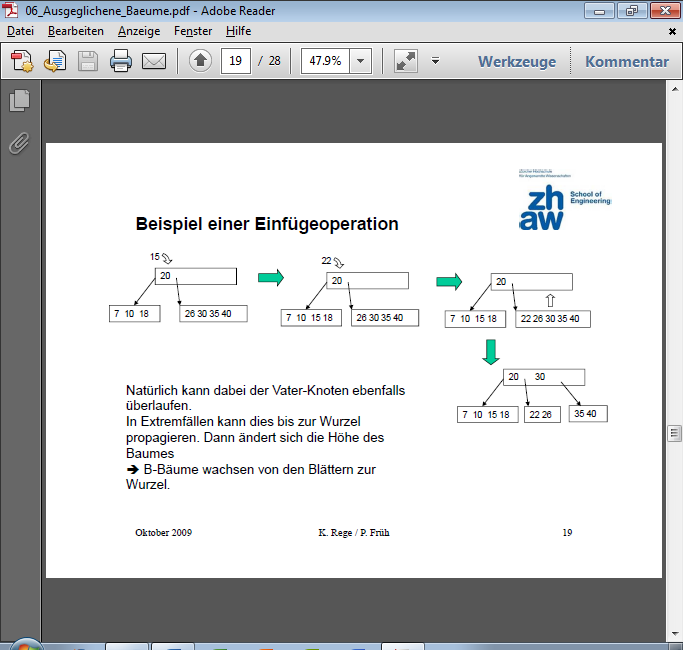 06_Ausgeglichene_Baeume.pdf - Adobe Reader
Datei Bearbeiten Anzeige Fenster Hilfe
19 / 28 47.9% Werkzeuge Kommentar
Zürcher Hochschule
für Angewandte Wissenschaften
zh
aw
School of
Engineering
Beispiel einer Einfügeoperation
15
20
7 10 18
26 30 35 40
22
20
7 10 15 18
26 30 35 40
20
7 10 15 18
22 26 30 35 40
20 30
7 10 15 18
22 26
35 40
Natürlich kann dabei der Vater-Knoten ebenfalls
überlaufen.
In Extremfällen kann dies bis zur Wurzel
propagieren. Dann ändert sich die Höhe des
Baumes
➔ B-Bäume wachsen von den Blättern zur
Wurzel.
Oktober 2009 K. Rege / P. Früh 19